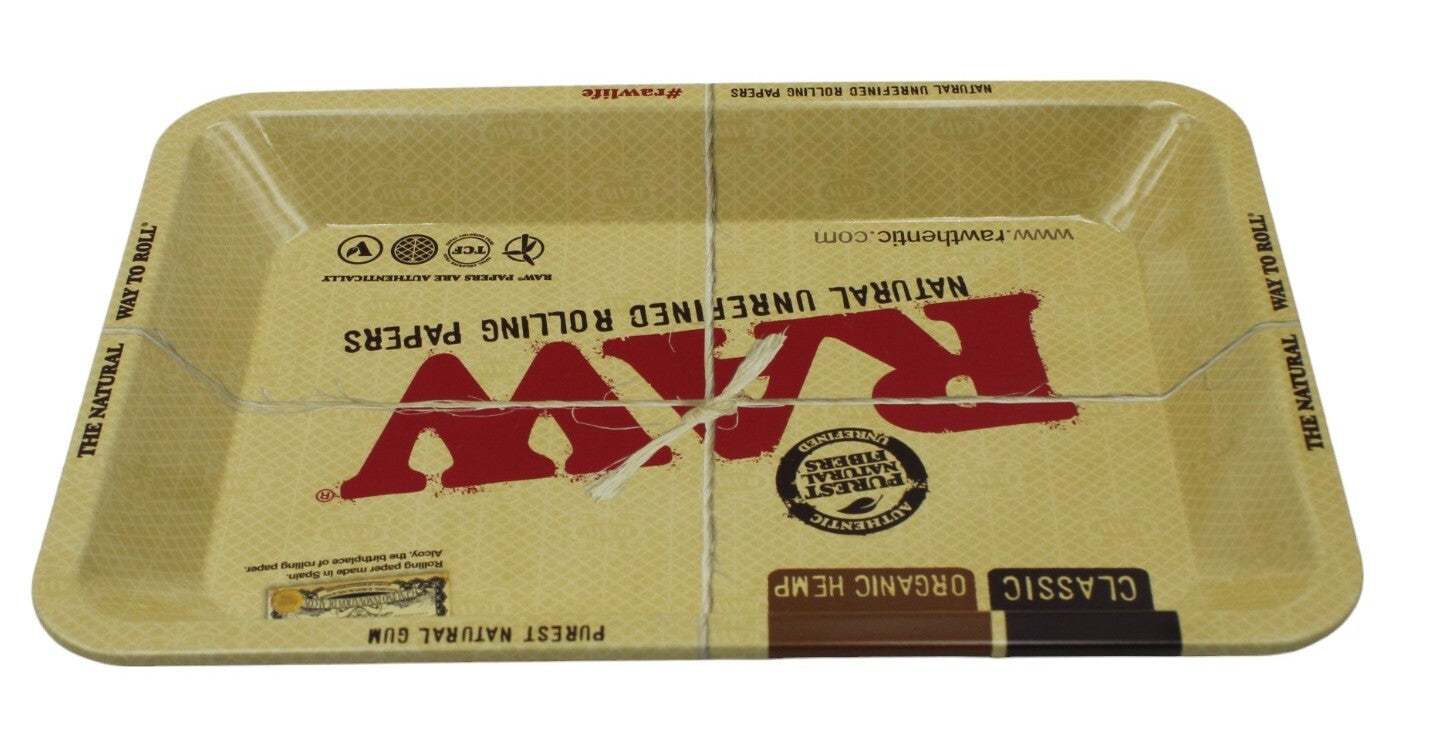 CLASSIC
ORGANIC HEMP
PUREST NATURAL GUM
Rolling paper made in Spain.
Alcoy, the birthplace of rolling paper.
AUTHENTIC
PUREST
NATURAL
FIBERS
UNREFINED
RAW®
NATURAL UNREFINED ROLLING PAPERS
www.rawthentic.com
RAW® PAPERS ARE AUTHENTICALLY
TCF
V
NATURAL UNREFINED ROLLING PAPERS
#rawlife
THE NATURAL WAY TO ROLL®
THE NATURAL WAY TO ROLL®